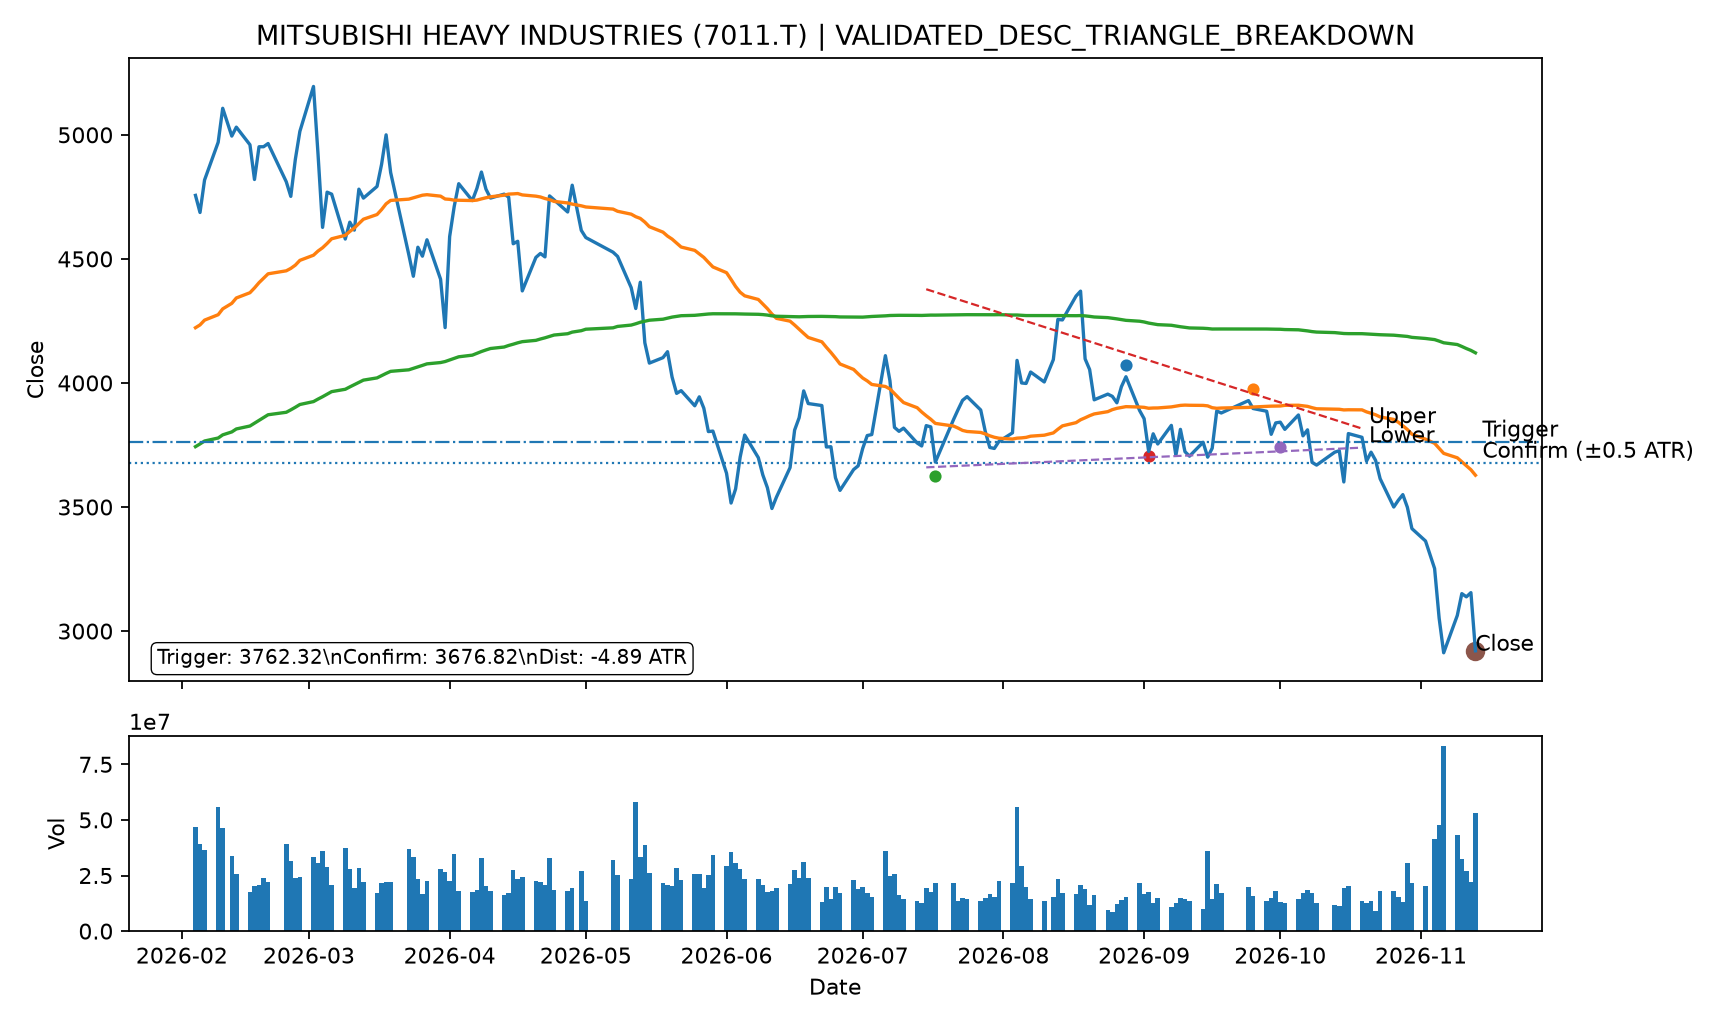 MITSUBISHI HEAVY INDUSTRIES (7011.T) | VALIDATED_DESC_TRIANGLE_BREAKDOWN
Close
5000
4500
4000
3500
3000
Upper
Lower
Trigger
Confirm (±0.5 ATR)
Close
Trigger: 3762.32\nConfirm: 3676.82\nDist: -4.89 ATR
1e7
Vol
7.5
5.0
2.5
0.0
2026-02 2026-03 2026-04 2026-05 2026-06 2026-07 2026-08 2026-09 2026-10 2026-11
Date